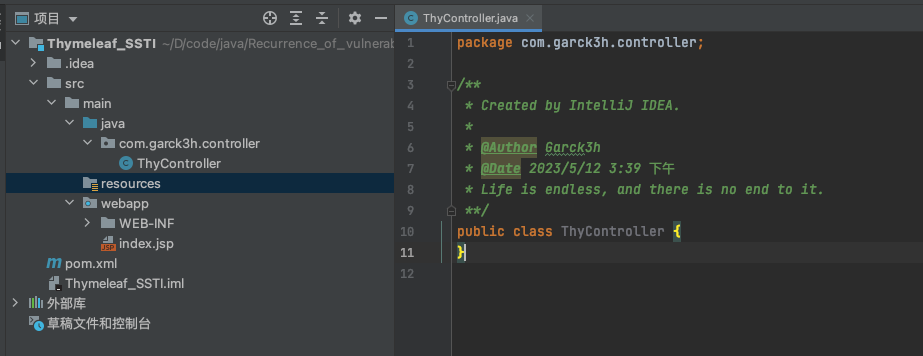 项目
Thymeleaf_SSTI ~/D/code/java/Recurrence_of_vulnerab
.idea
src
main
java
com.garck3h.controller
ThyController
resources
webapp
WEB-INF
index.jsp
pom.xml
Thymeleaf_SSTI.iml
外部库
草稿文件和控制台
ThyController.java
1 package com.garck3h.controller;
2
3 /**
4 * Created by IntelliJ IDEA.
5 *
6 * @Author Garck3h
7 * @Date 2023/5/12 3:39 下午
8 * Life is endless, and there is no end to it.
9 **/
10 public class ThyController {
11 }
12